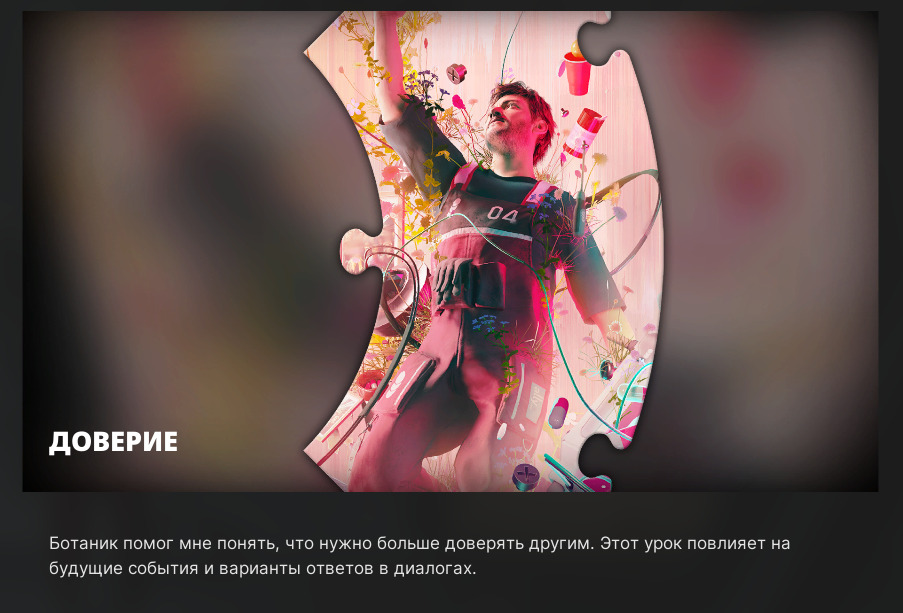 04
ДОВЕРИЕ
Ботаник помог мне понять, что нужно больше доверять другим. Этот урок повлияет на
будущие события и варианты ответов в диалогах.